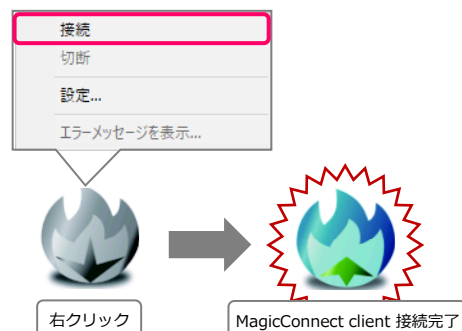 接続
切断
設定...
エラーメッセージを表示...
右クリック
MagicConnect client 接続完了